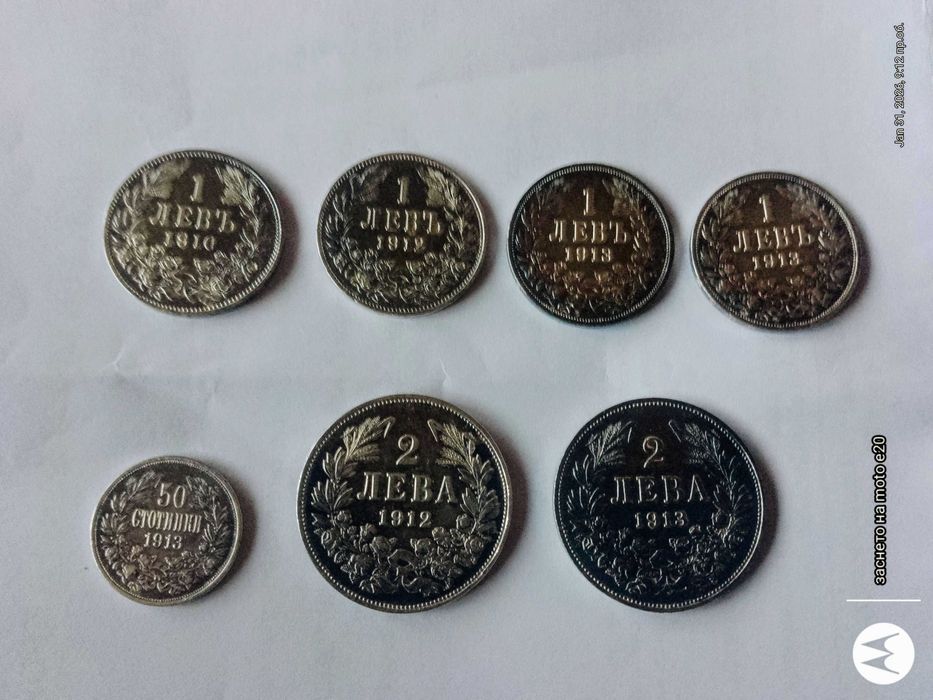 1
ЛЕВЪ
1910
1
ЛЕВЪ
1912
1
ЛЕВЪ
1913
1
ЛЕВЪ
1913
50
СТОТИНКИ
1913
2
ЛЕВА
1912
2
ЛЕВА
1913
Jan 31, 2026, 9:12 пр.об.
заснето на moto e20